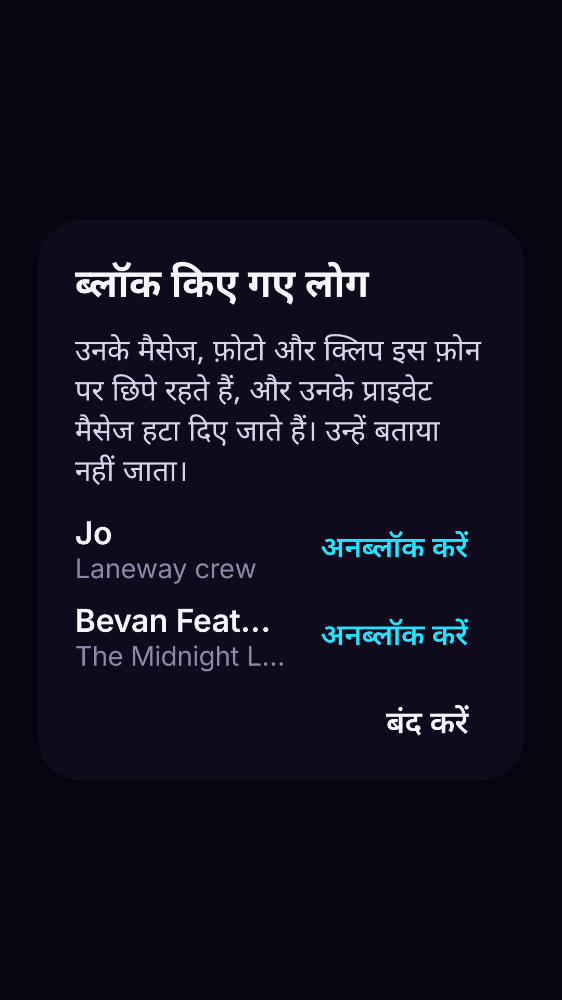 ब्लॉक किए गए लोग
उनके मैसेज, फ़ोटो और क्लिप इस फ़ोन
पर छिपे रहते हैं, और उनके प्राइवेट
मैसेज हटा दिए जाते हैं। उन्हें बताया
नहीं जाता।
Jo
Laneway crew
अनब्लॉक करें
Bevan Feat...
The Midnight L...
अनब्लॉक करें
बंद करें